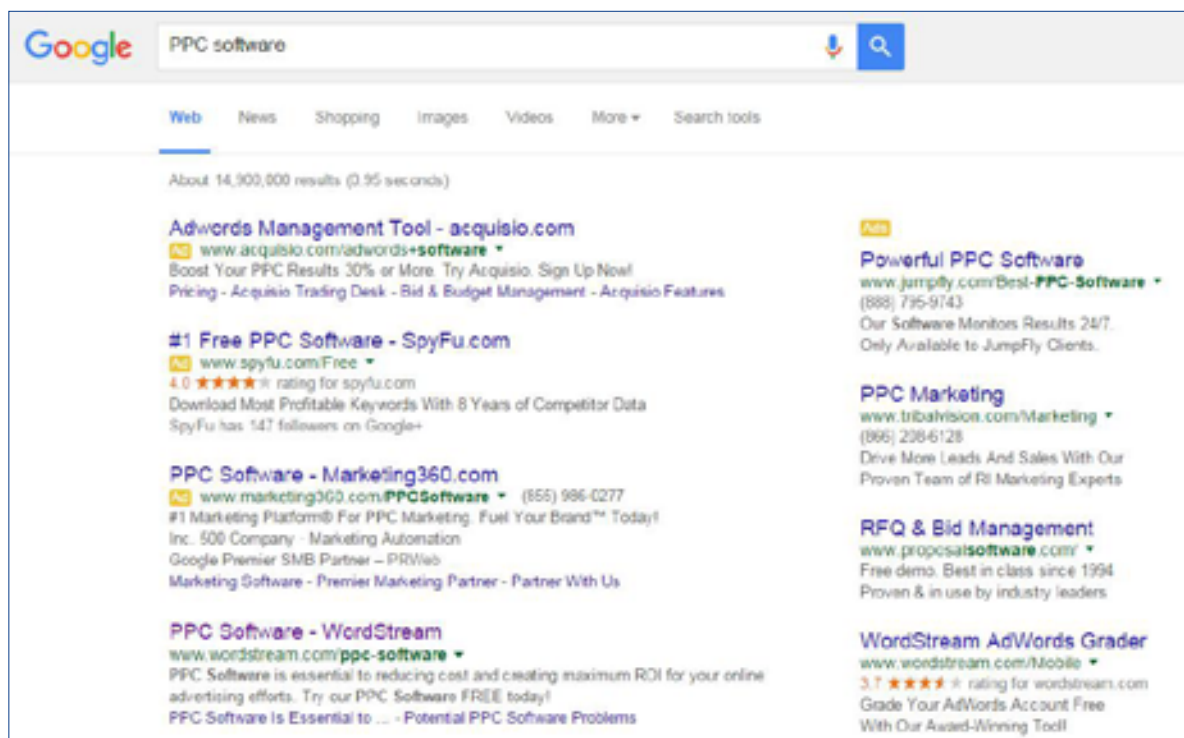 Google
PPC software
Web News Shopping Images Videos More Search tools
About 14,900,000 results (0.95 seconds)
Adwords Management Tool - acquisio.com
Ad www.acquisio.com/adwords+software
Boost Your PPC Results 30% or More. Try Acquisio. Sign Up Now!
Pricing - Acquisio Trading Desk - Bid & Budget Management - Acquisio Features
#1 Free PPC Software - SpyFu.com
Ad www.spyfu.com/Free
4.0 ★★★★★ rating for spyfu.com
Download Most Profitable Keywords With 8 Years of Competitor Data
SpyFu has 147 followers on Google+
PPC Software - Marketing360.com
Ad www.marketing360.com/PPCSoftware (855) 986-0277
#1 Marketing Platform® For PPC Marketing. Fuel Your Brand™ Today!
Inc. 500 Company · Marketing Automation
Google Premier SMB Partner – PRWeb
Marketing Software - Premier Marketing Partner - Partner With Us
PPC Software - WordStream
www.wordstream.com/ppc-software
PPC Software is essential to reducing cost and creating maximum ROI for your online
advertising efforts. Try our PPC Software FREE today!
PPC Software Is Essential to ... - Potential PPC Software Problems
Ads
Powerful PPC Software
www.jumpfly.com/Best-PPC-Software
(888) 795-9743
Our Software Monitors Results 24/7.
Only Available to JumpFly Clients.
PPC Marketing
www.tribalvision.com/Marketing
(866) 208-6128
Drive More Leads And Sales With Our
Proven Team of RI Marketing Experts
RFQ & Bid Management
www.proposalsoftware.com/
Free demo. Best in class since 1994
Proven & in use by industry leaders
WordStream AdWords Grader
www.wordstream.com/Mobile
3.7 ★★★★★ rating for wordstream.com
Grade Your AdWords Account Free
With Our Award-Winning Tool!